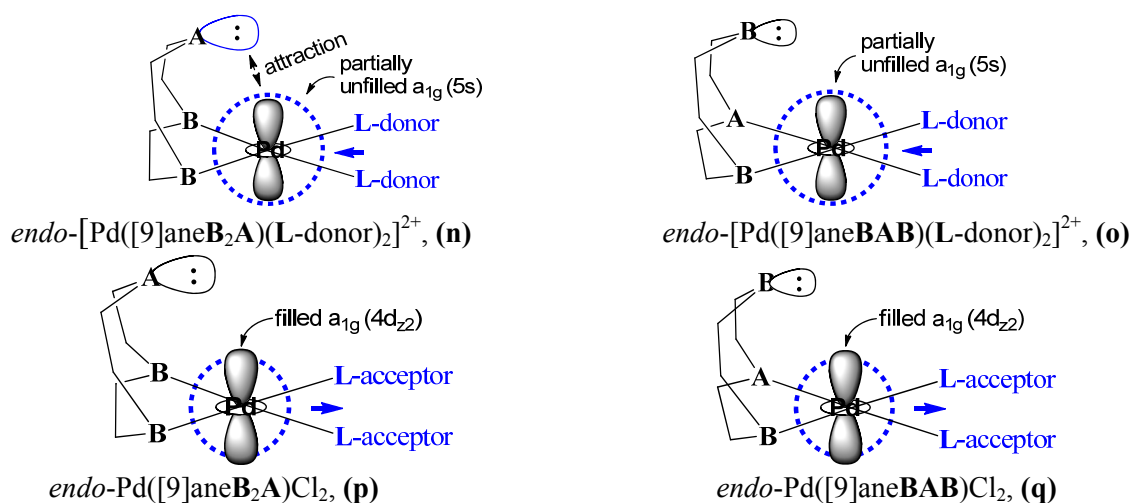 A : B :
attraction
partially
unfilled a1g (5s)
partially
unfilled a1g (5s)
B Pd L-donor A Pd L-donor
B L-donor B L-donor
endo-[Pd([9]aneB2A)(L-donor)2]2+, (n) endo-[Pd([9]aneBAB)(L-donor)2]2+, (o)
A : B :
filled a1g (4dz2) filled a1g (4dz2)
B Pd L-acceptor A Pd L-acceptor
B L-acceptor B L-acceptor
endo-Pd([9]aneB2A)Cl2, (p) endo-Pd([9]aneBAB)Cl2, (q)